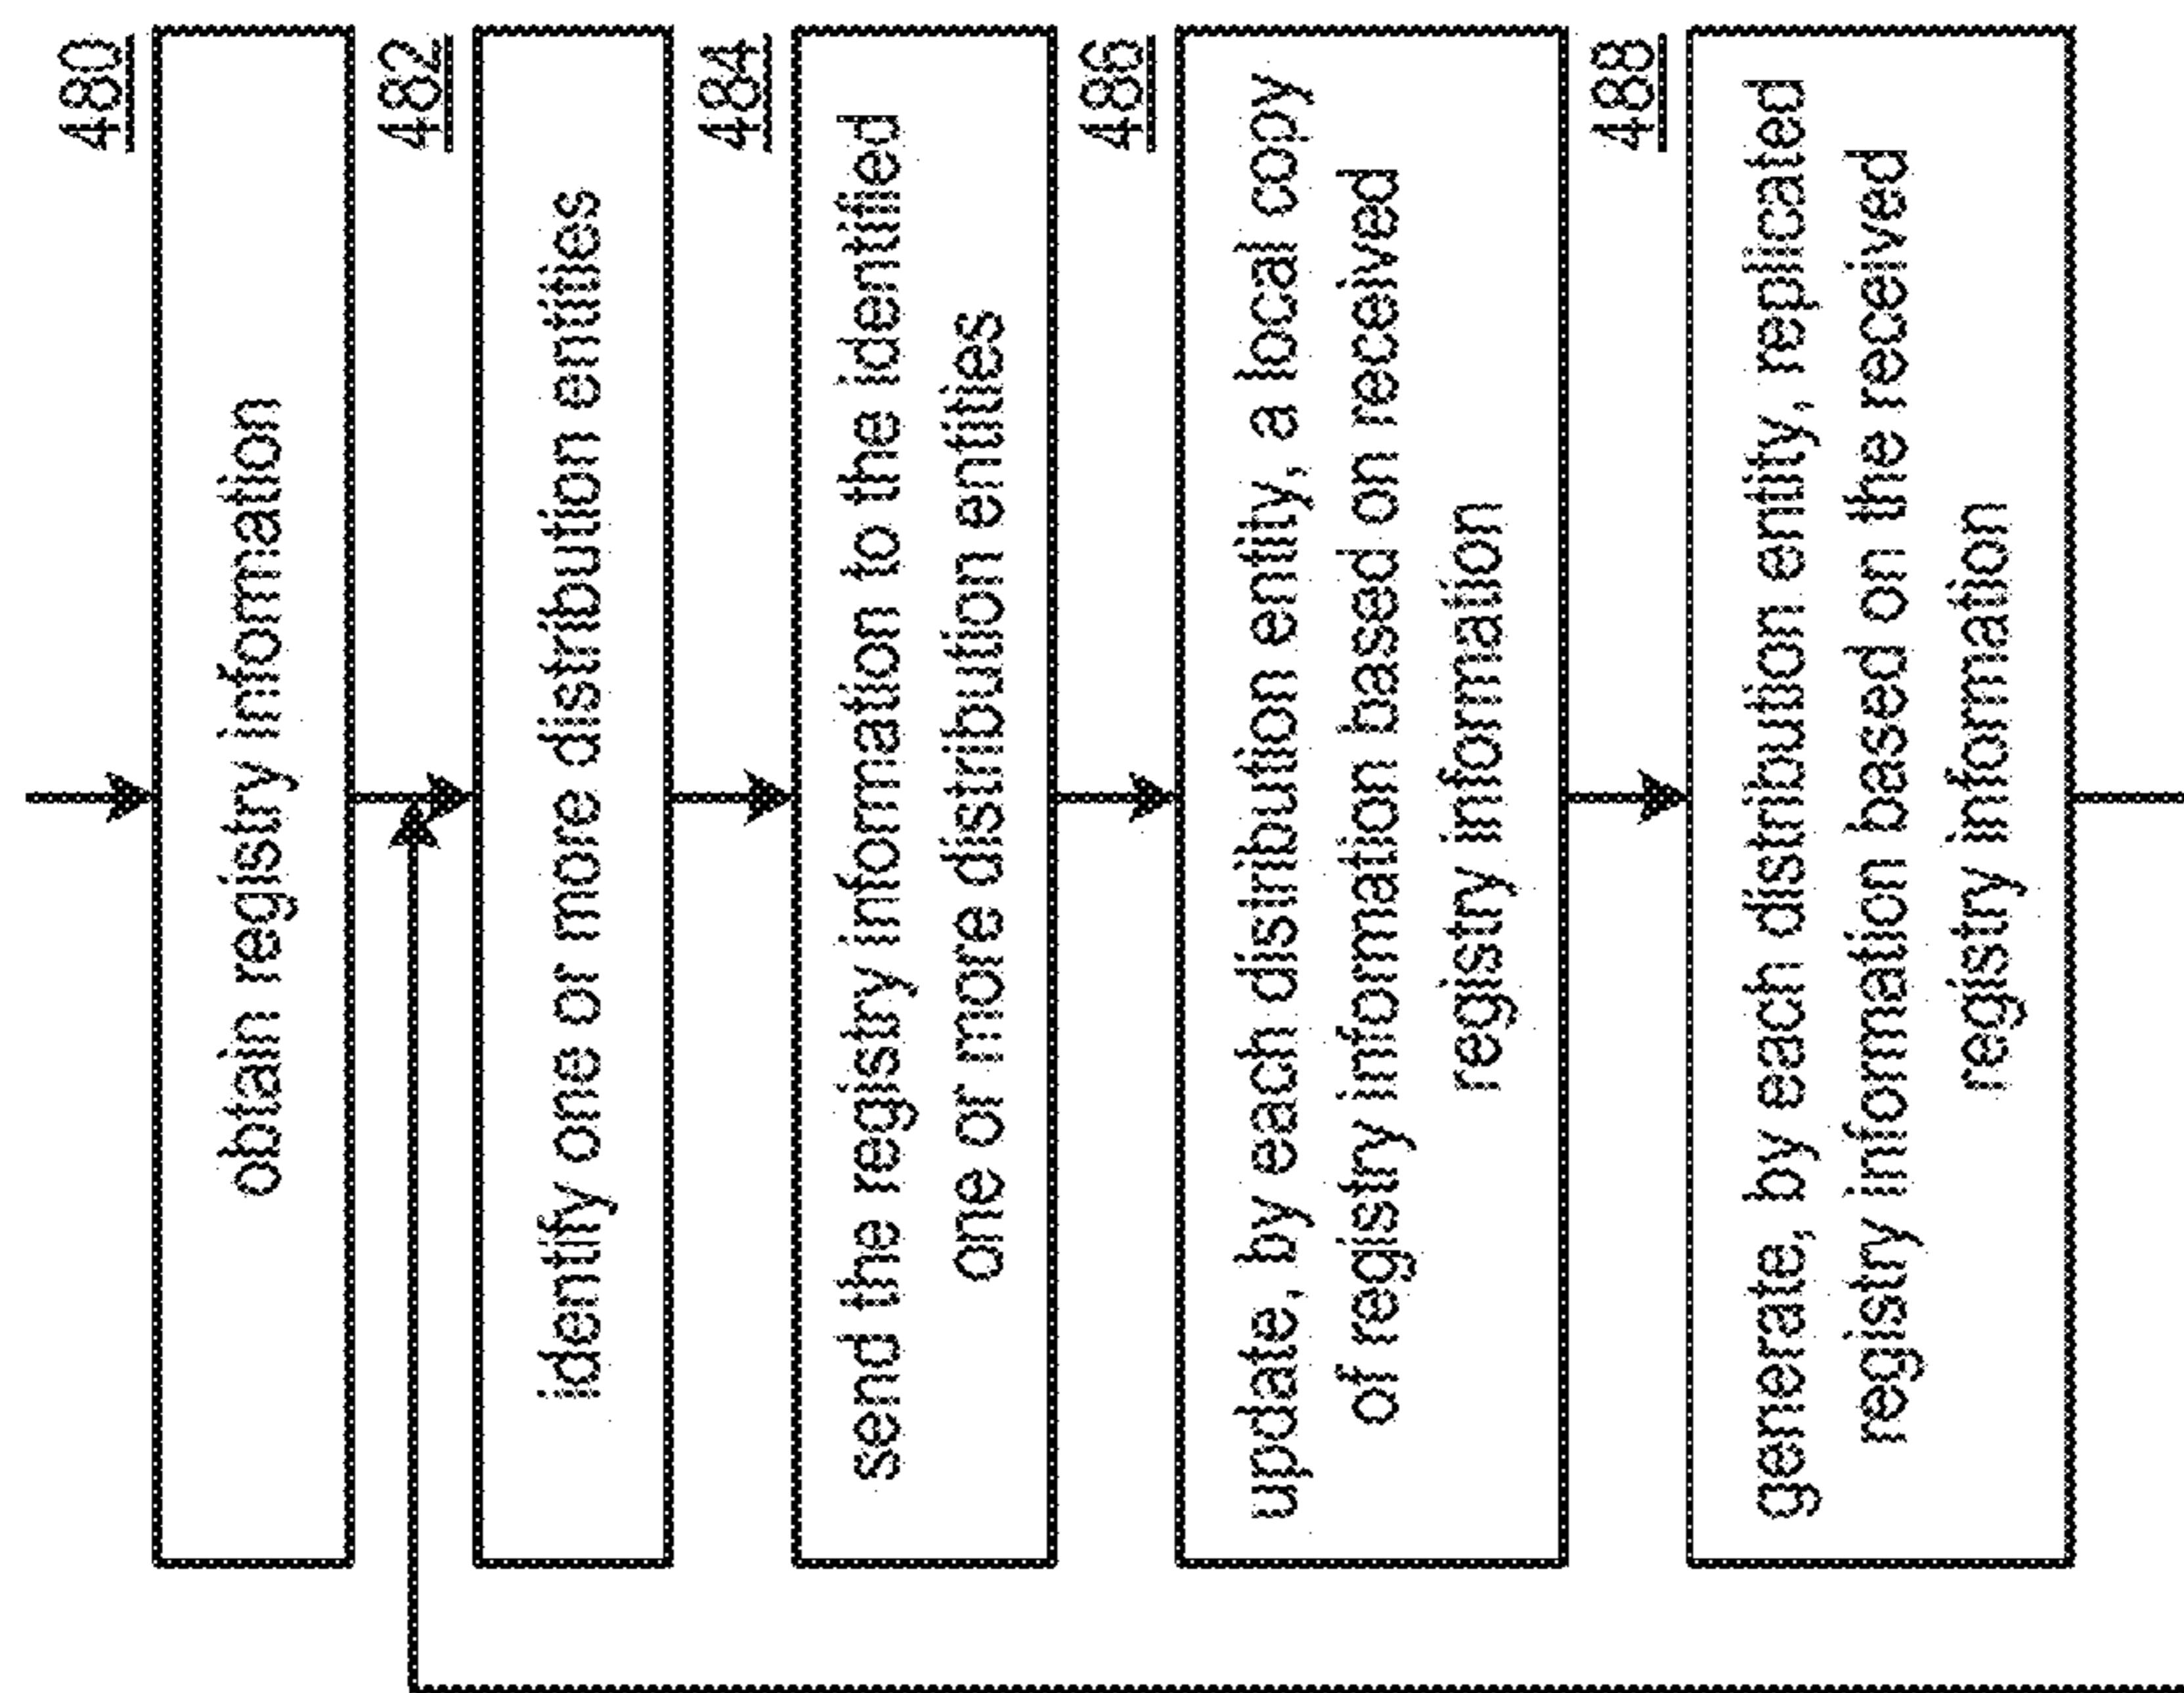 480
obtain registry information
482
identify one or more distribution entities
484
send the registry information to the identified
one or more distribution entities
486
update, by each distribution entity, a local copy
of registry information based on received
registry information
488
generate, by each distribution entity, replicated
registry information based on the received
registry information